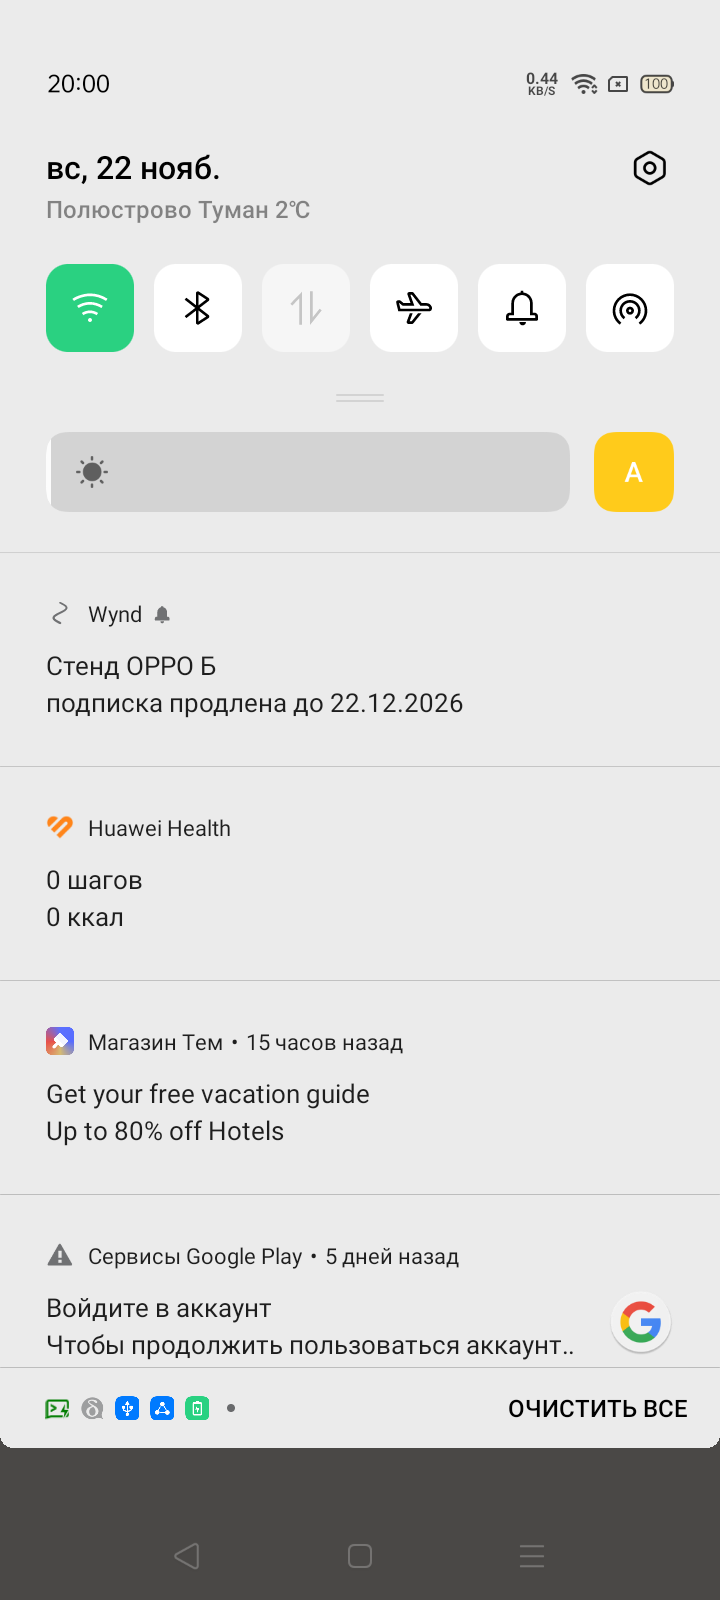 20:00
0.44
KB/S
100
вс, 22 нояб.
Полюстрово Туман 2°C
A
Wynd
Стенд OPPO Б
подписка продлена до 22.12.2026
Huawei Health
0 шагов
0 ккал
Магазин Тем • 15 часов назад
Get your free vacation guide
Up to 80% off Hotels
Сервисы Google Play • 5 дней назад
Войдите в аккаунт
Чтобы продолжить пользоваться аккаунт..
ОЧИСТИТЬ ВСЕ